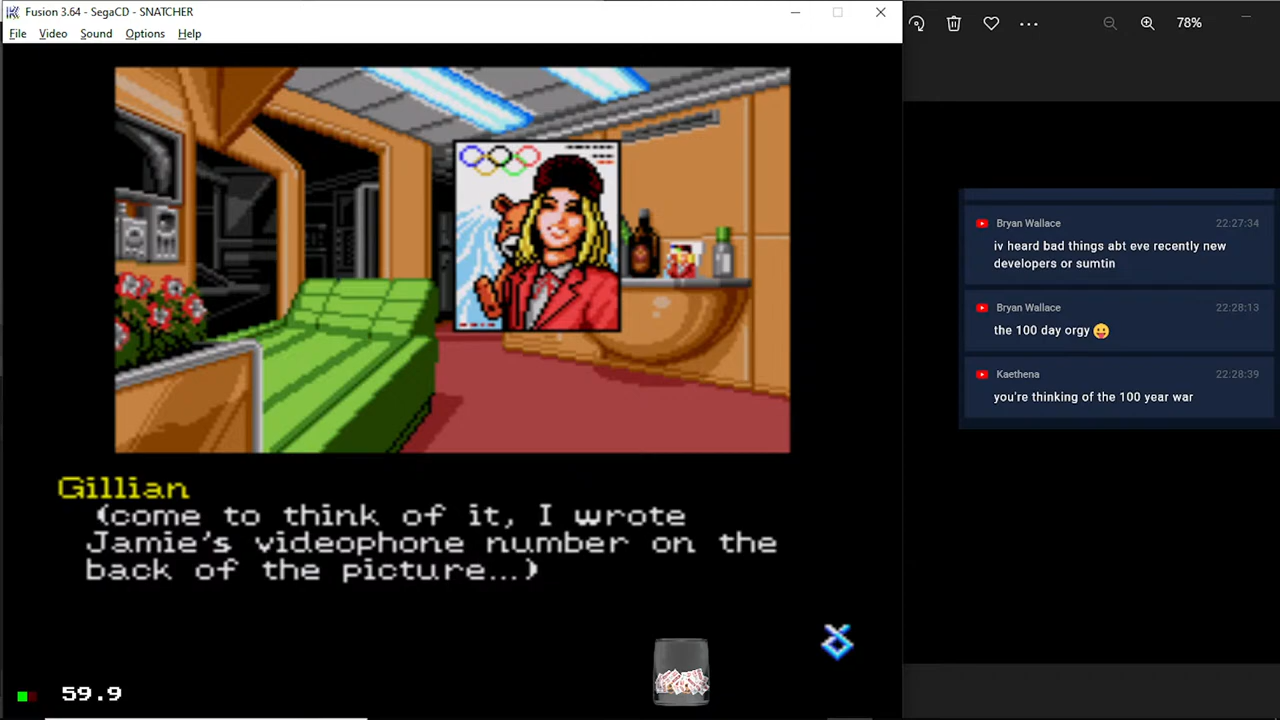 Fusion 3.64 - SegaCD - SNATCHER
File Video Sound Options Help
78%
Bryan Wallace 22:27:34
iv heard bad things abt eve recently new
developers or sumtin
Bryan Wallace 22:28:13
the 100 day orgy 😛
Kaethena 22:28:39
you're thinking of the 100 year war
Gillian
(come to think of it, I wrote
Jamie's videophone number on the
back of the picture...)
59.9